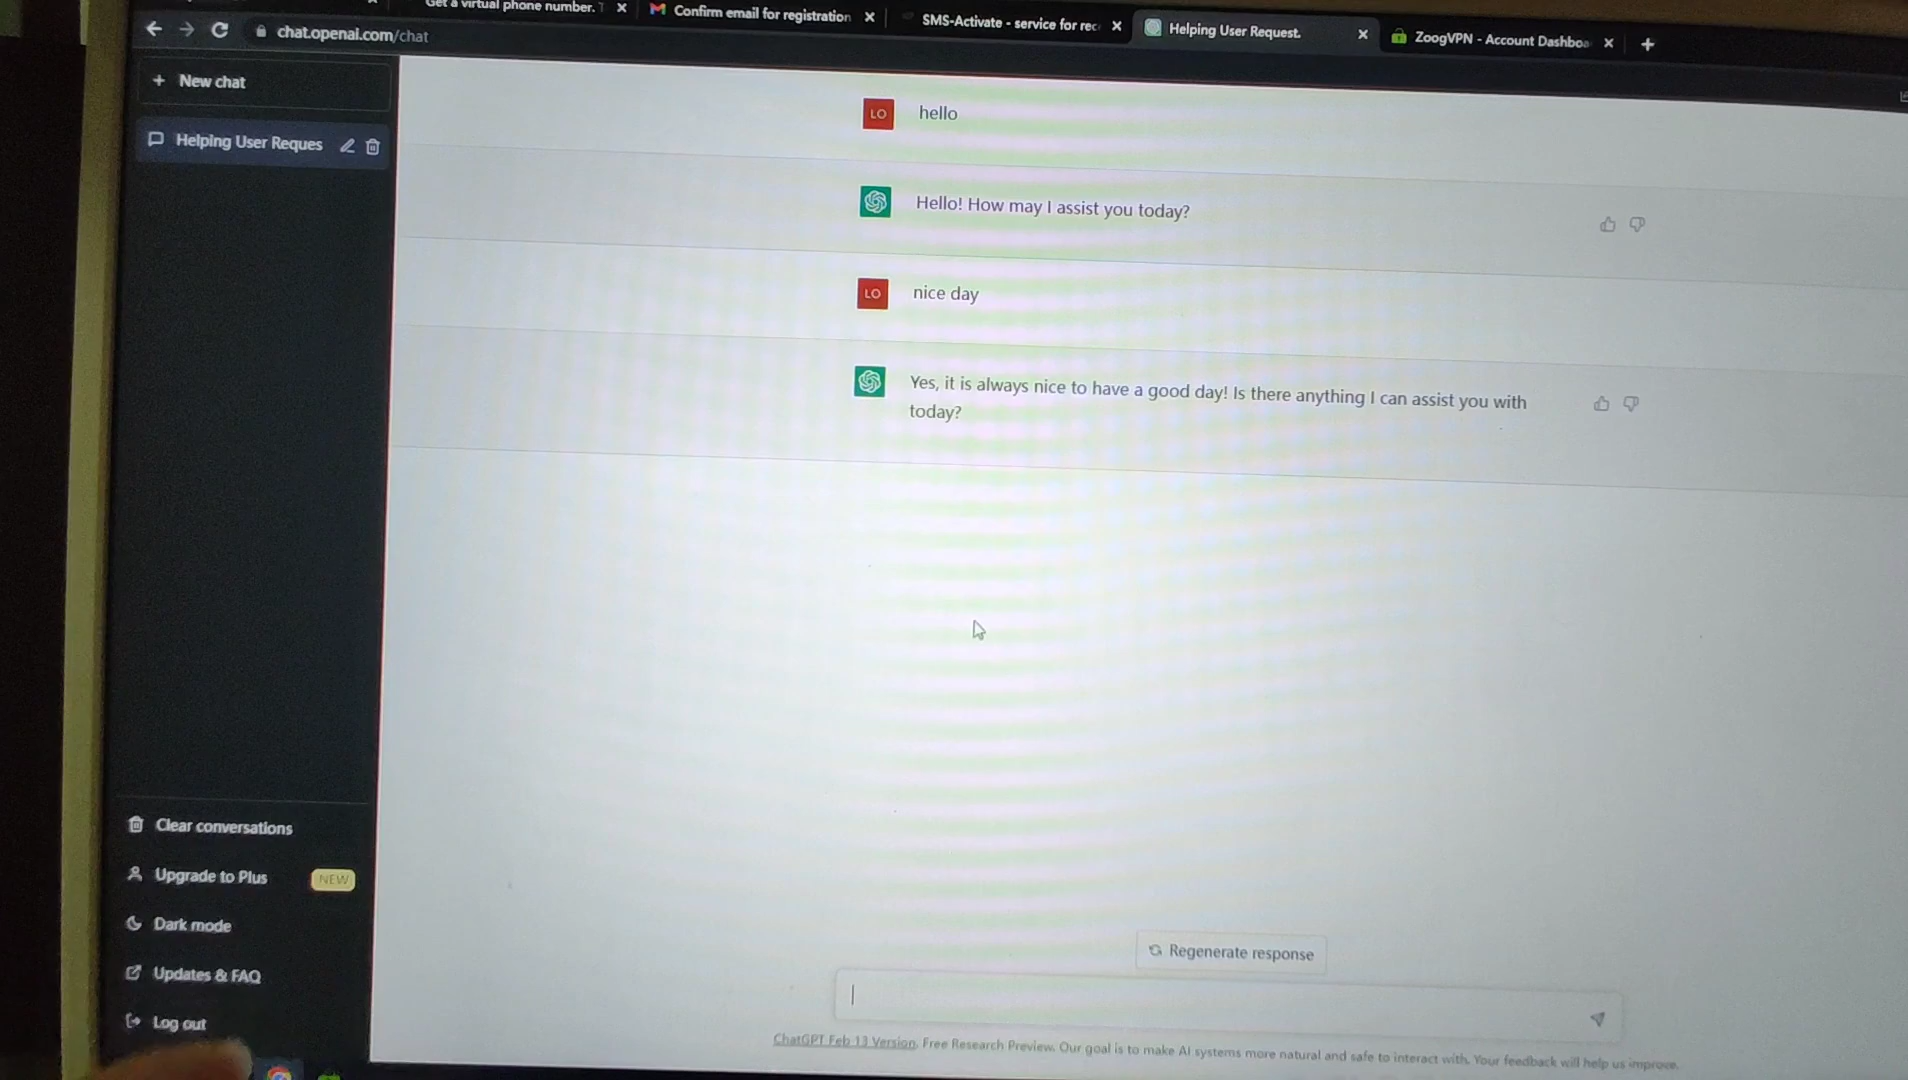 Get a virtual phone number.
Confirm email for registration
SMS-Activate - service for rec
Helping User Request.
ZoogVPN - Account Dashboa
chat.openai.com/chat
+ New chat
Helping User Reques
LO
hello
Hello! How may I assist you today?
LO
nice day
Yes, it is always nice to have a good day! Is there anything I can assist you with
today?
Clear conversations
Upgrade to Plus NEW
Dark mode
Updates & FAQ
Log out
Regenerate response
ChatGPT Feb 13 Version. Free Research Preview. Our goal is to make AI systems more natural and safe to interact with. Your feedback will help us improve.